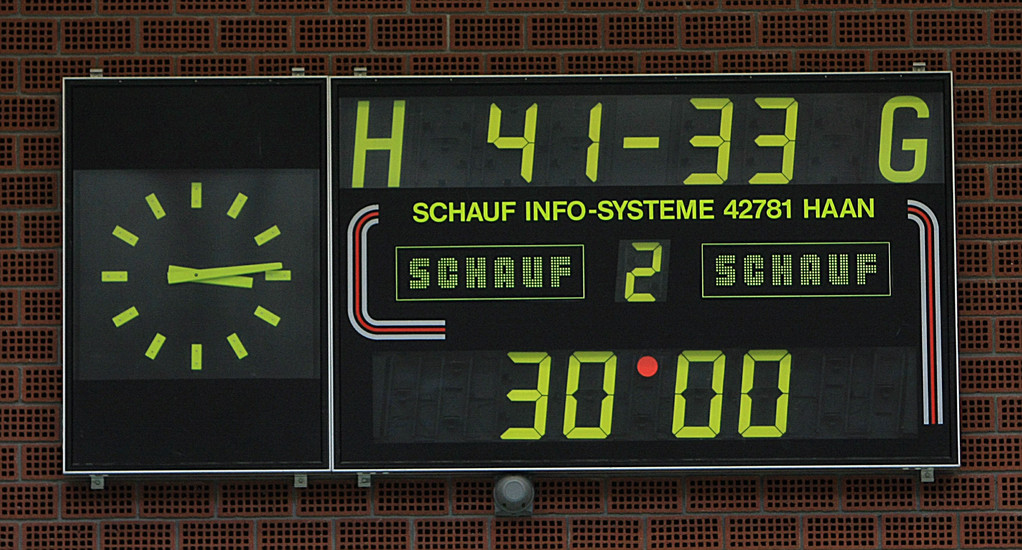 H 41-33 G
SCHAUF INFO-SYSTEME 42781 HAAN
SCHAUF 2 SCHAUF
30•00